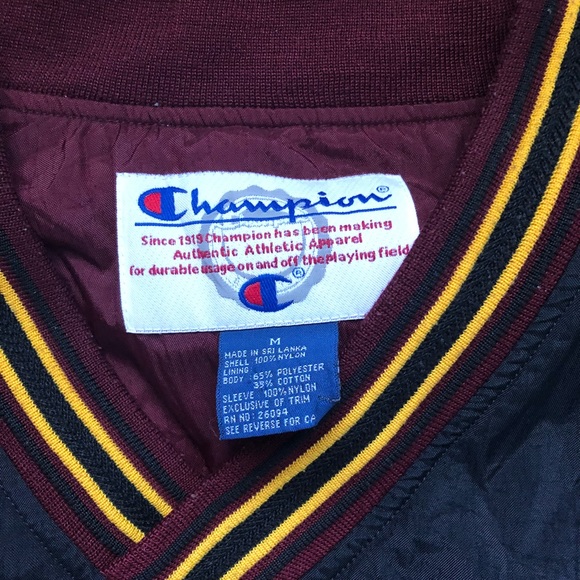 Champion®
Since 1919 Champion has been making
Authentic Athletic Apparel
for durable usage on and off the playing field
C®
M
MADE IN SRI LANKA
SHELL 100% NYLON
LINING
BODY 65% POLYESTER
35% COTTON
SLEEVE 100% NYLON
EXCLUSIVE OF TRIM
RN NO: 26094
SEE REVERSE FOR CA